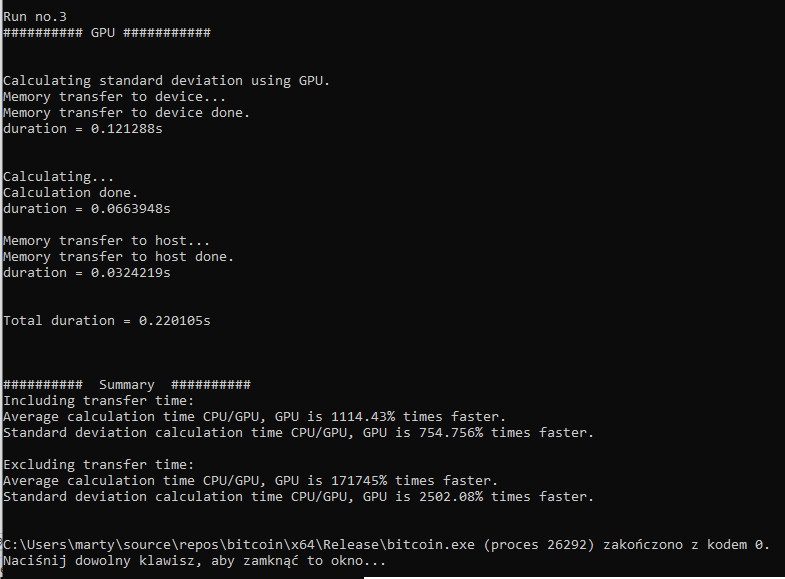 Run no.3
########## GPU ###########
Calculating standard deviation using GPU.
Memory transfer to device...
Memory transfer to device done.
duration = 0.121288s
Calculating...
Calculation done.
duration = 0.0663948s
Memory transfer to host...
Memory transfer to host done.
duration = 0.0324219s
Total duration = 0.220105s
##########  Summary  ##########
Including transfer time:
Average calculation time CPU/GPU, GPU is 1114.43% times faster.
Standard deviation calculation time CPU/GPU, GPU is 754.756% times faster.
Excluding transfer time:
Average calculation time CPU/GPU, GPU is 171745% times faster.
Standard deviation calculation time CPU/GPU, GPU is 2502.08% times faster.
C:\Users\marty\source\repos\bitcoin\x64\Release\bitcoin.exe (proces 26292) zakończono z kodem 0.
Naciśnij dowolny klawisz, aby zamknąć to okno...